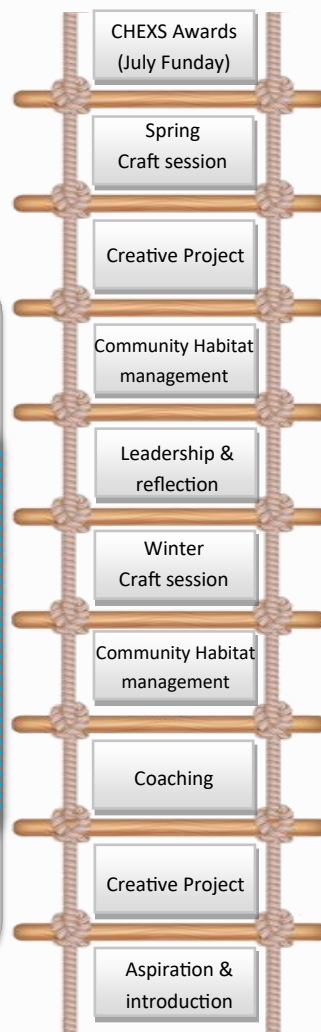 CHEXS Awards
(July Funday)
Spring
Craft session
Creative Project
Community Habitat
management
Leadership &
reflection
Winter
Craft session
Community Habitat
management
Coaching
Creative Project
Aspiration &
introduction